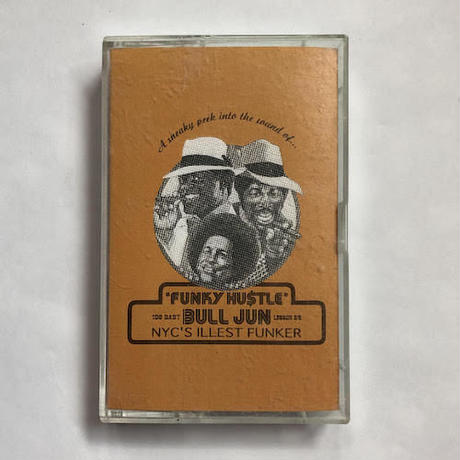 A sneaky peek into the sound of...
"FUNKY HU$TLE"
BULL JUN
NYC'S ILLEST FUNKER